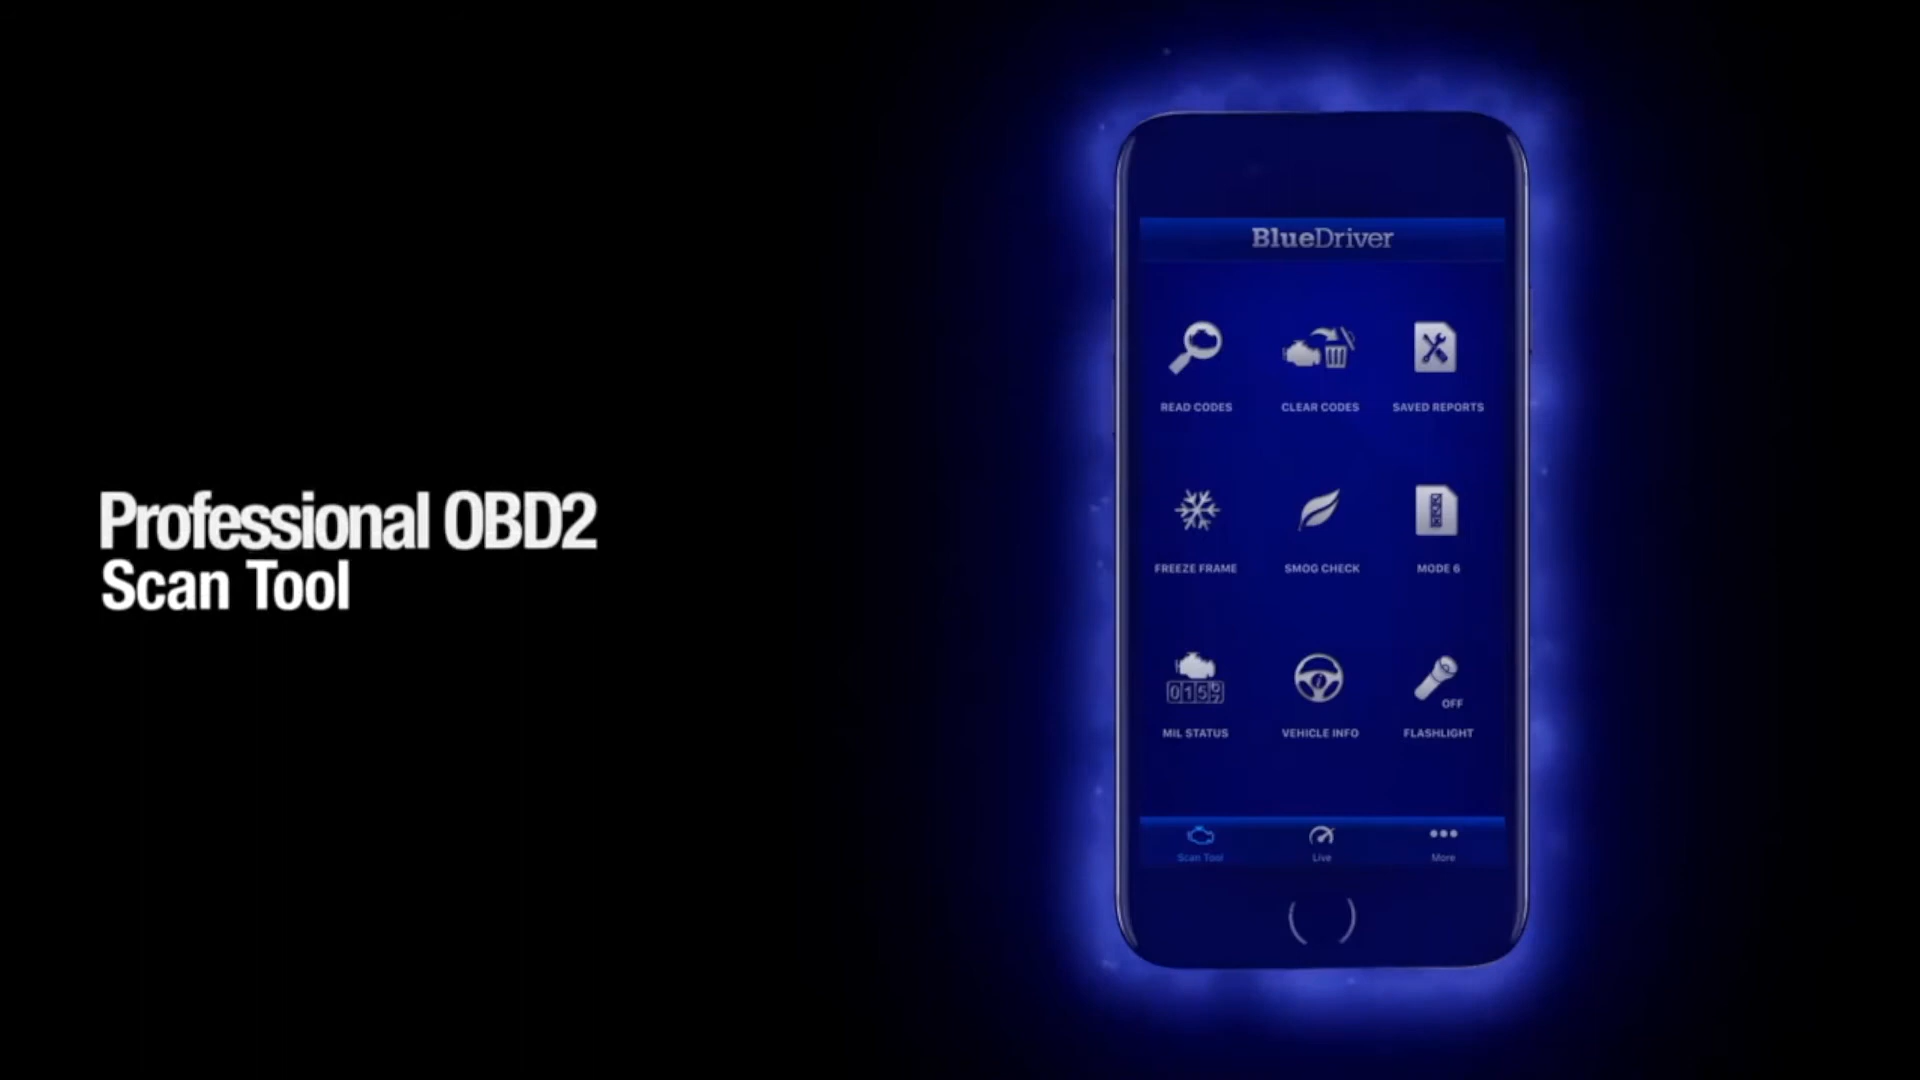 Professional OBD2
Scan Tool
BlueDriver
READ CODES
CLEAR CODES
SAVED REPORTS
FREEZE FRAME
SMOG CHECK
MODE 6
OFF
MIL STATUS
VEHICLE INFO
FLASHLIGHT
Scan Tool
Live
More